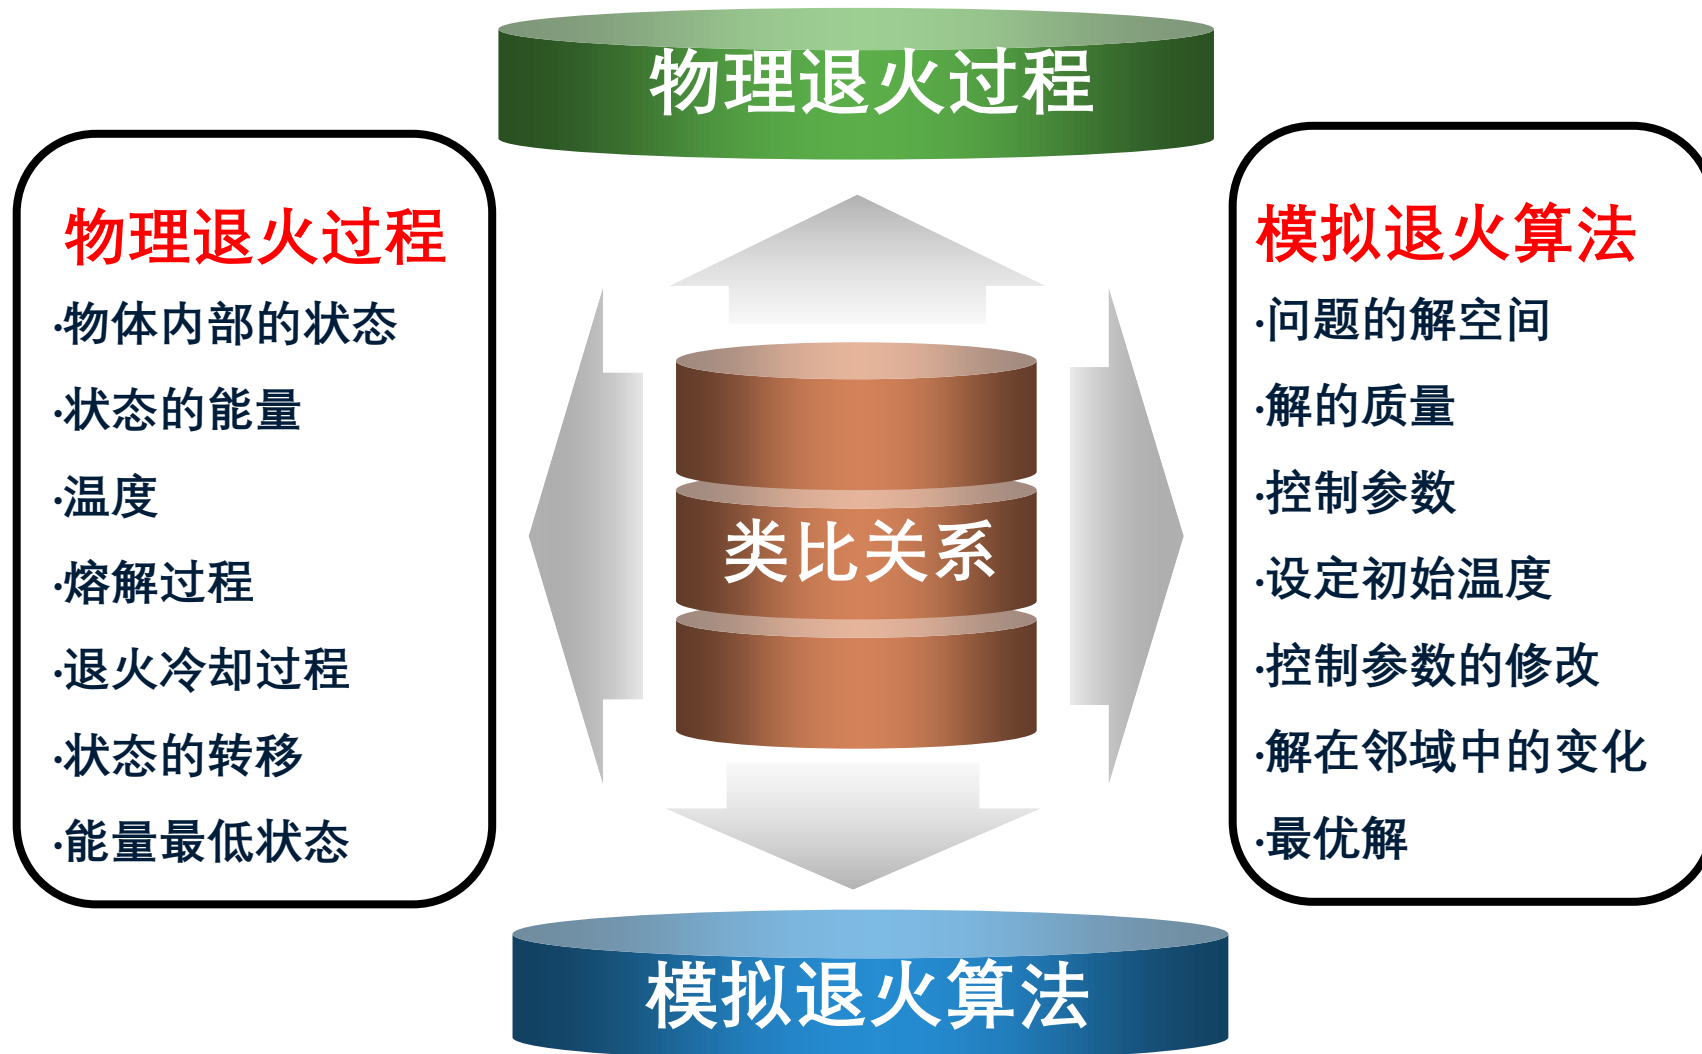 物理退火过程
物理退火过程
·物体内部的状态
·状态的能量
·温度
·熔解过程
·退火冷却过程
·状态的转移
·能量最低状态
类比关系
模拟退火算法
·问题的解空间
·解的质量
·控制参数
·设定初始温度
·控制参数的修改
·解在邻域中的变化
·最优解
模拟退火算法